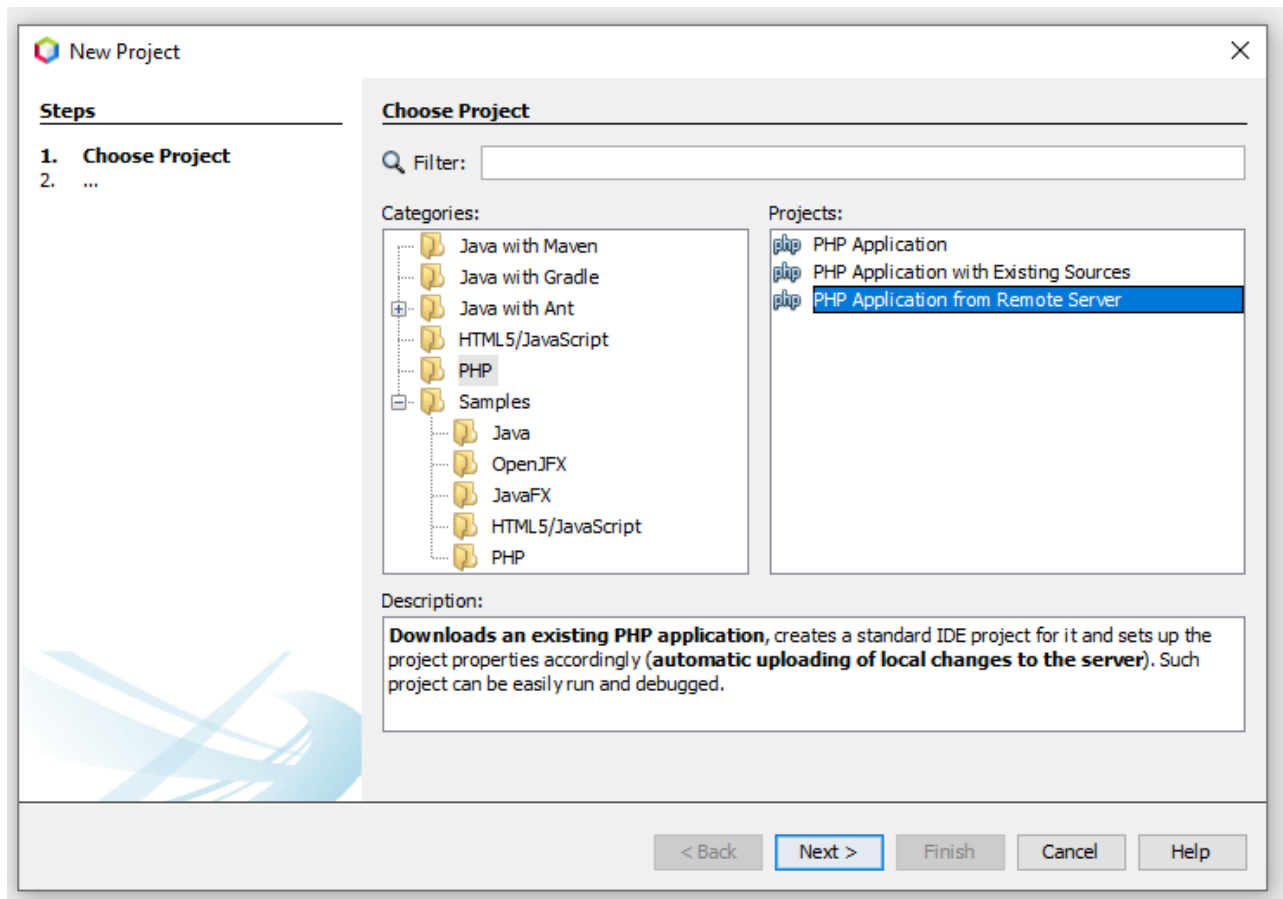 New Project
Steps
1. Choose Project
2. ...
Choose Project
Filter:
Categories:
Java with Maven
Java with Gradle
Java with Ant
HTML5/JavaScript
PHP
Samples
Java
OpenJFX
JavaFX
HTML5/JavaScript
PHP
Projects:
php PHP Application
php PHP Application with Existing Sources
php PHP Application from Remote Server
Description:
Downloads an existing PHP application, creates a standard IDE project for it and sets up the
project properties accordingly (automatic uploading of local changes to the server). Such
project can be easily run and debugged.
< Back Next > Finish Cancel Help